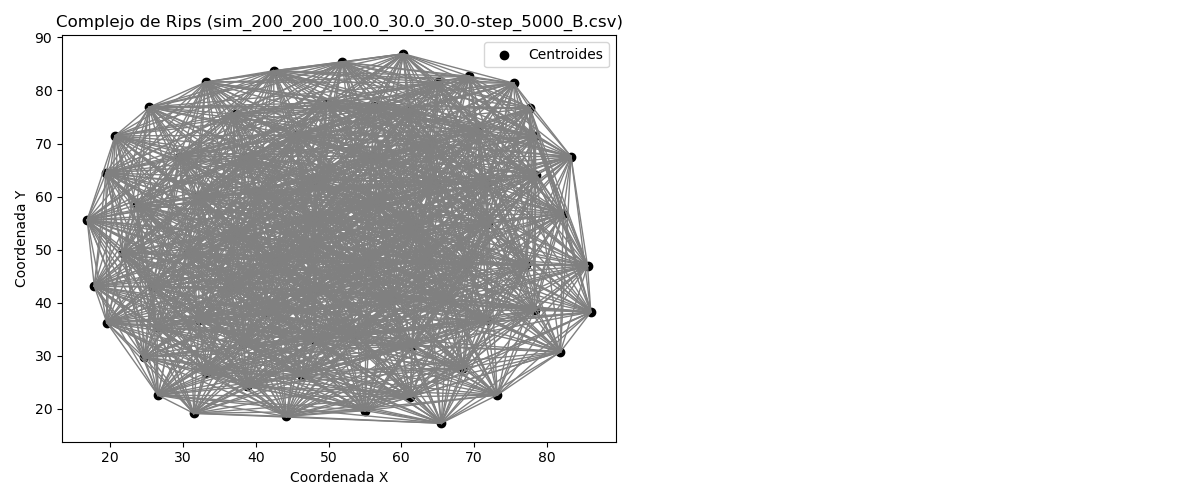 Complejo de Rips (sim_200_200_100.0_30.0_30.0-step_5000_B.csv)
Centroides
90
80
70
60
50
40
30
20
Coordenada Y
20 30 40 50 60 70 80
Coordenada X